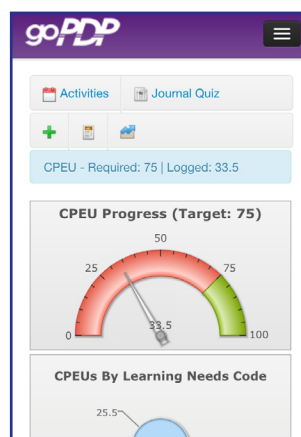 goPDP
Activities Journal Quiz
CPEU - Required: 75 | Logged: 33.5
CPEU Progress (Target: 75)
50
25 75
33.5
0 100
CPEUs By Learning Needs Code
25.5